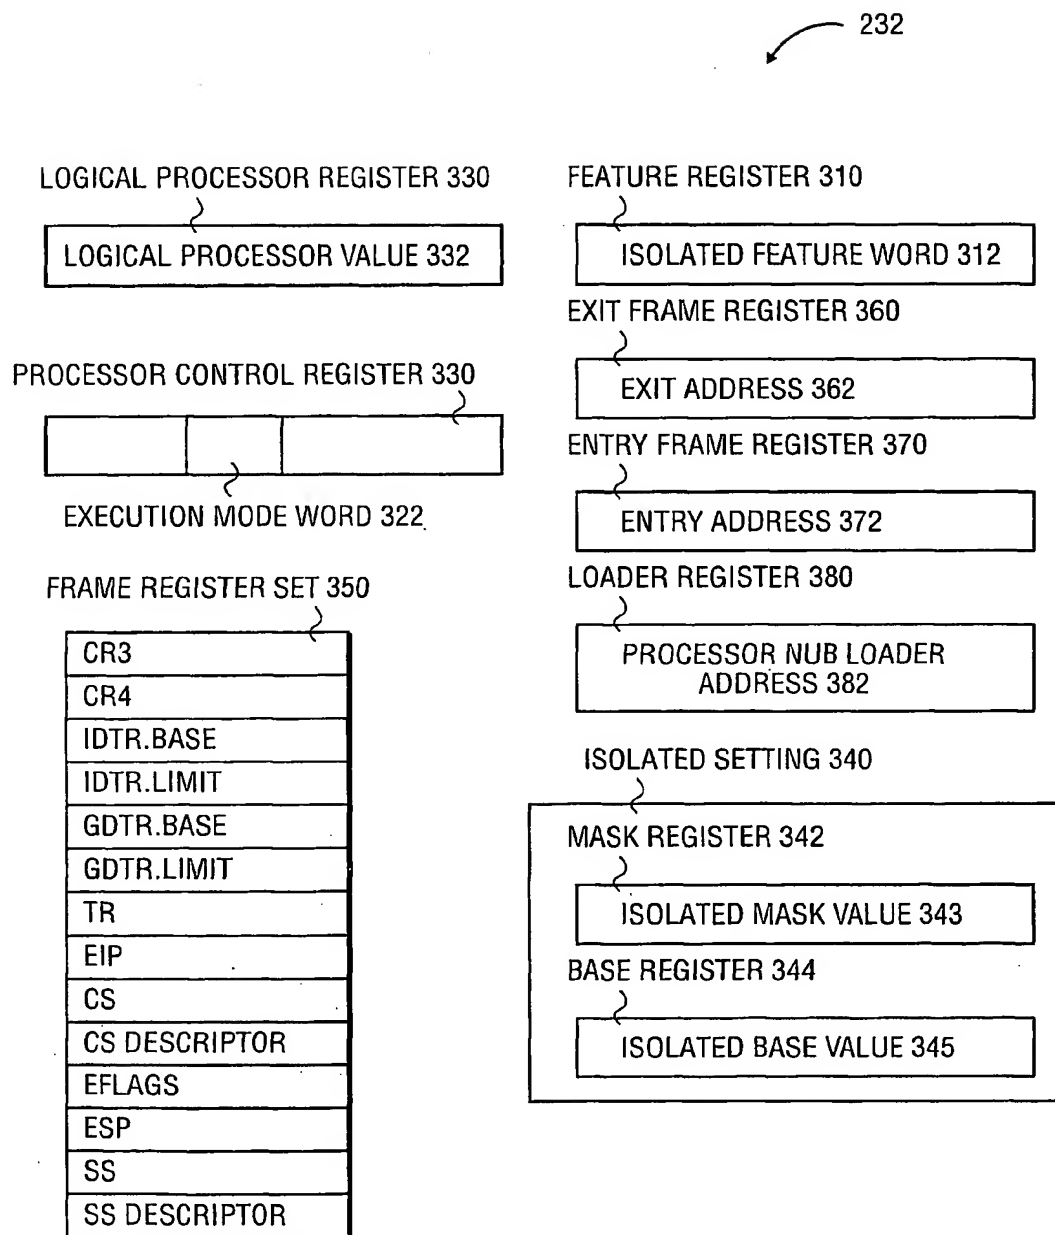 232
LOGICAL PROCESSOR REGISTER 330
LOGICAL PROCESSOR VALUE 332
PROCESSOR CONTROL REGISTER 330
EXECUTION MODE WORD 322
FRAME REGISTER SET 350
CR3
CR4
IDTR.BASE
IDTR.LIMIT
GDTR.BASE
GDTR.LIMIT
TR
EIP
CS
CS DESCRIPTOR
EFLAGS
ESP
SS
SS DESCRIPTOR
FEATURE REGISTER 310
ISOLATED FEATURE WORD 312
EXIT FRAME REGISTER 360
EXIT ADDRESS 362
ENTRY FRAME REGISTER 370
ENTRY ADDRESS 372
LOADER REGISTER 380
PROCESSOR NUB LOADER
ADDRESS 382
ISOLATED SETTING 340
MASK REGISTER 342
ISOLATED MASK VALUE 343
BASE REGISTER 344
ISOLATED BASE VALUE 345